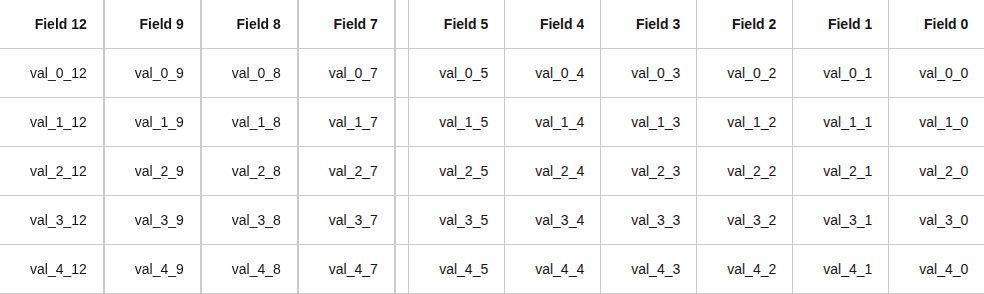 Field 12 Field 9 Field 8 Field 7 Field 5 Field 4 Field 3 Field 2 Field 1 Field 0
val_0_12 val_0_9 val_0_8 val_0_7 val_0_5 val_0_4 val_0_3 val_0_2 val_0_1 val_0_0
val_1_12 val_1_9 val_1_8 val_1_7 val_1_5 val_1_4 val_1_3 val_1_2 val_1_1 val_1_0
val_2_12 val_2_9 val_2_8 val_2_7 val_2_5 val_2_4 val_2_3 val_2_2 val_2_1 val_2_0
val_3_12 val_3_9 val_3_8 val_3_7 val_3_5 val_3_4 val_3_3 val_3_2 val_3_1 val_3_0
val_4_12 val_4_9 val_4_8 val_4_7 val_4_5 val_4_4 val_4_3 val_4_2 val_4_1 val_4_0